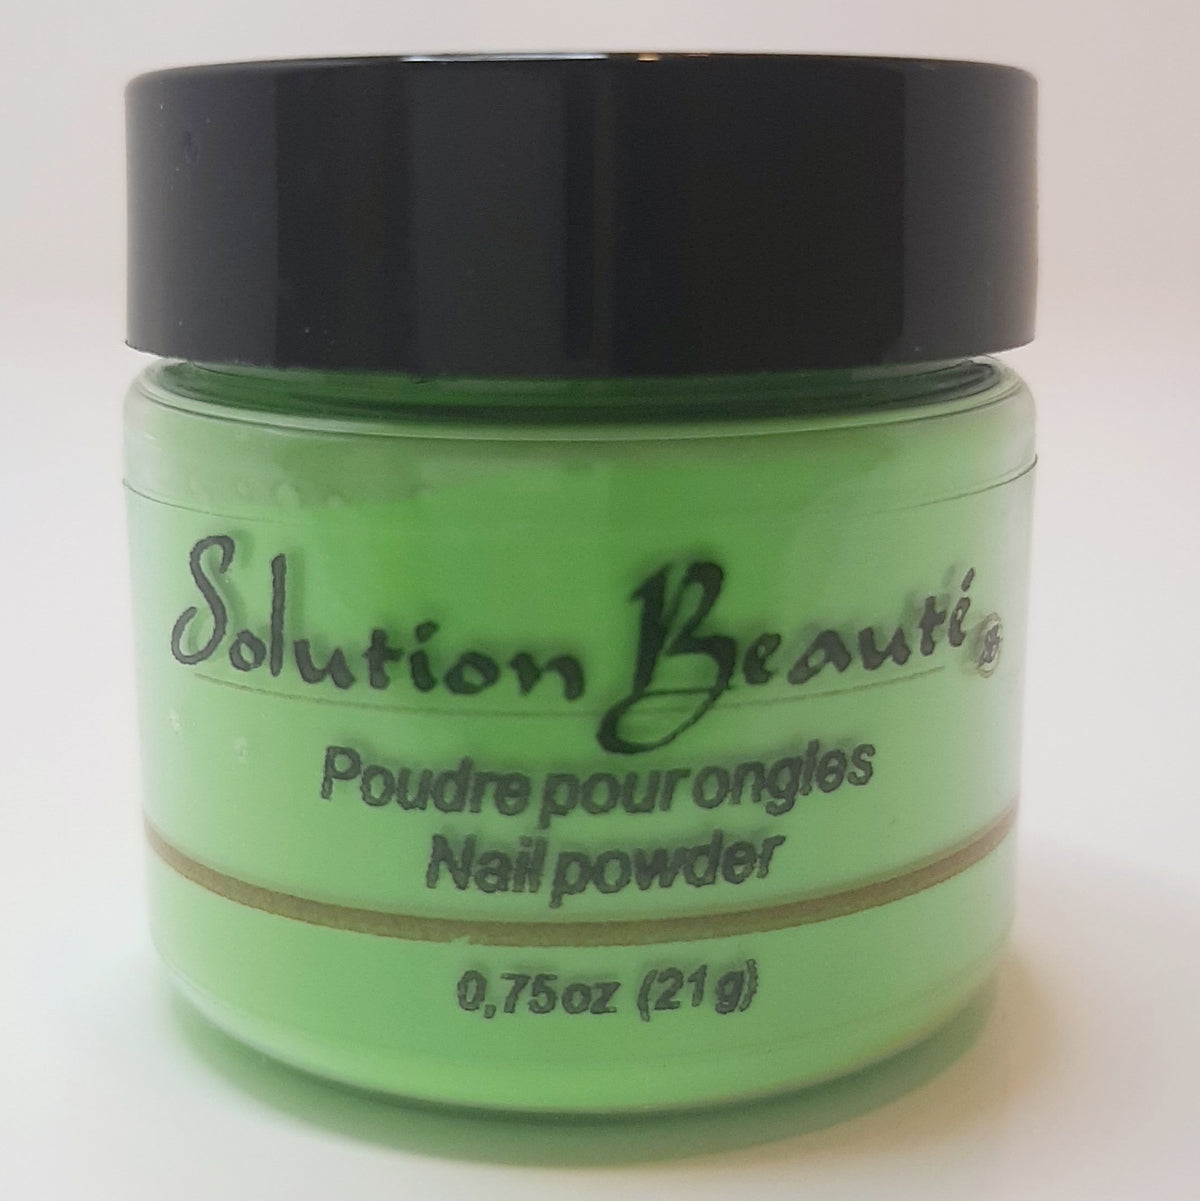 Solution Beauté
Poudre pour ongles
Nail powder
0,75oz (21g)